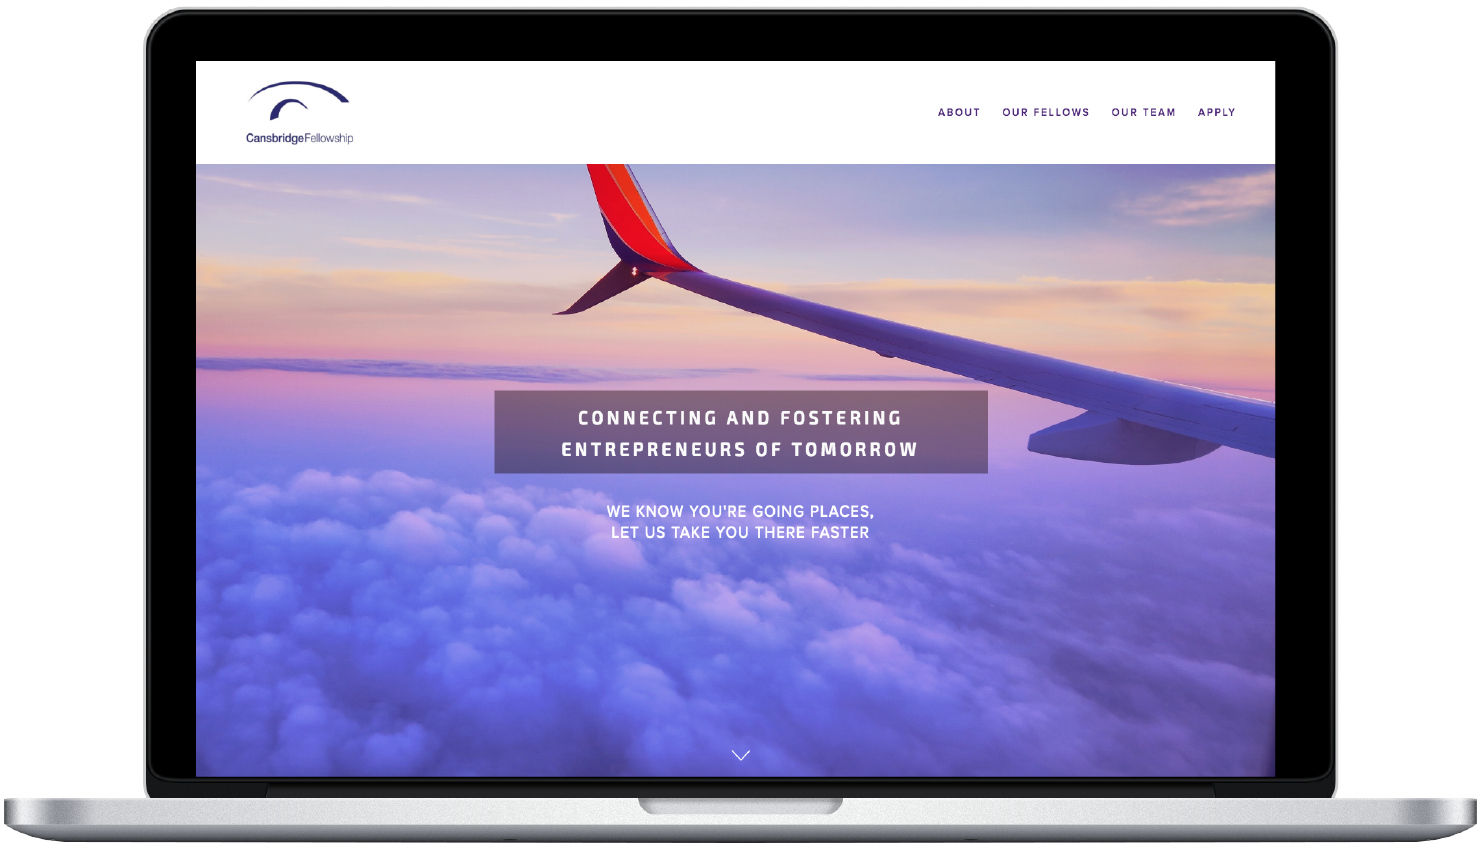 CansbridgeFellowship
ABOUT OUR FELLOWS OUR TEAM APPLY
CONNECTING AND FOSTERING
ENTREPRENEURS OF TOMORROW
WE KNOW YOU'RE GOING PLACES,
LET US TAKE YOU THERE FASTER